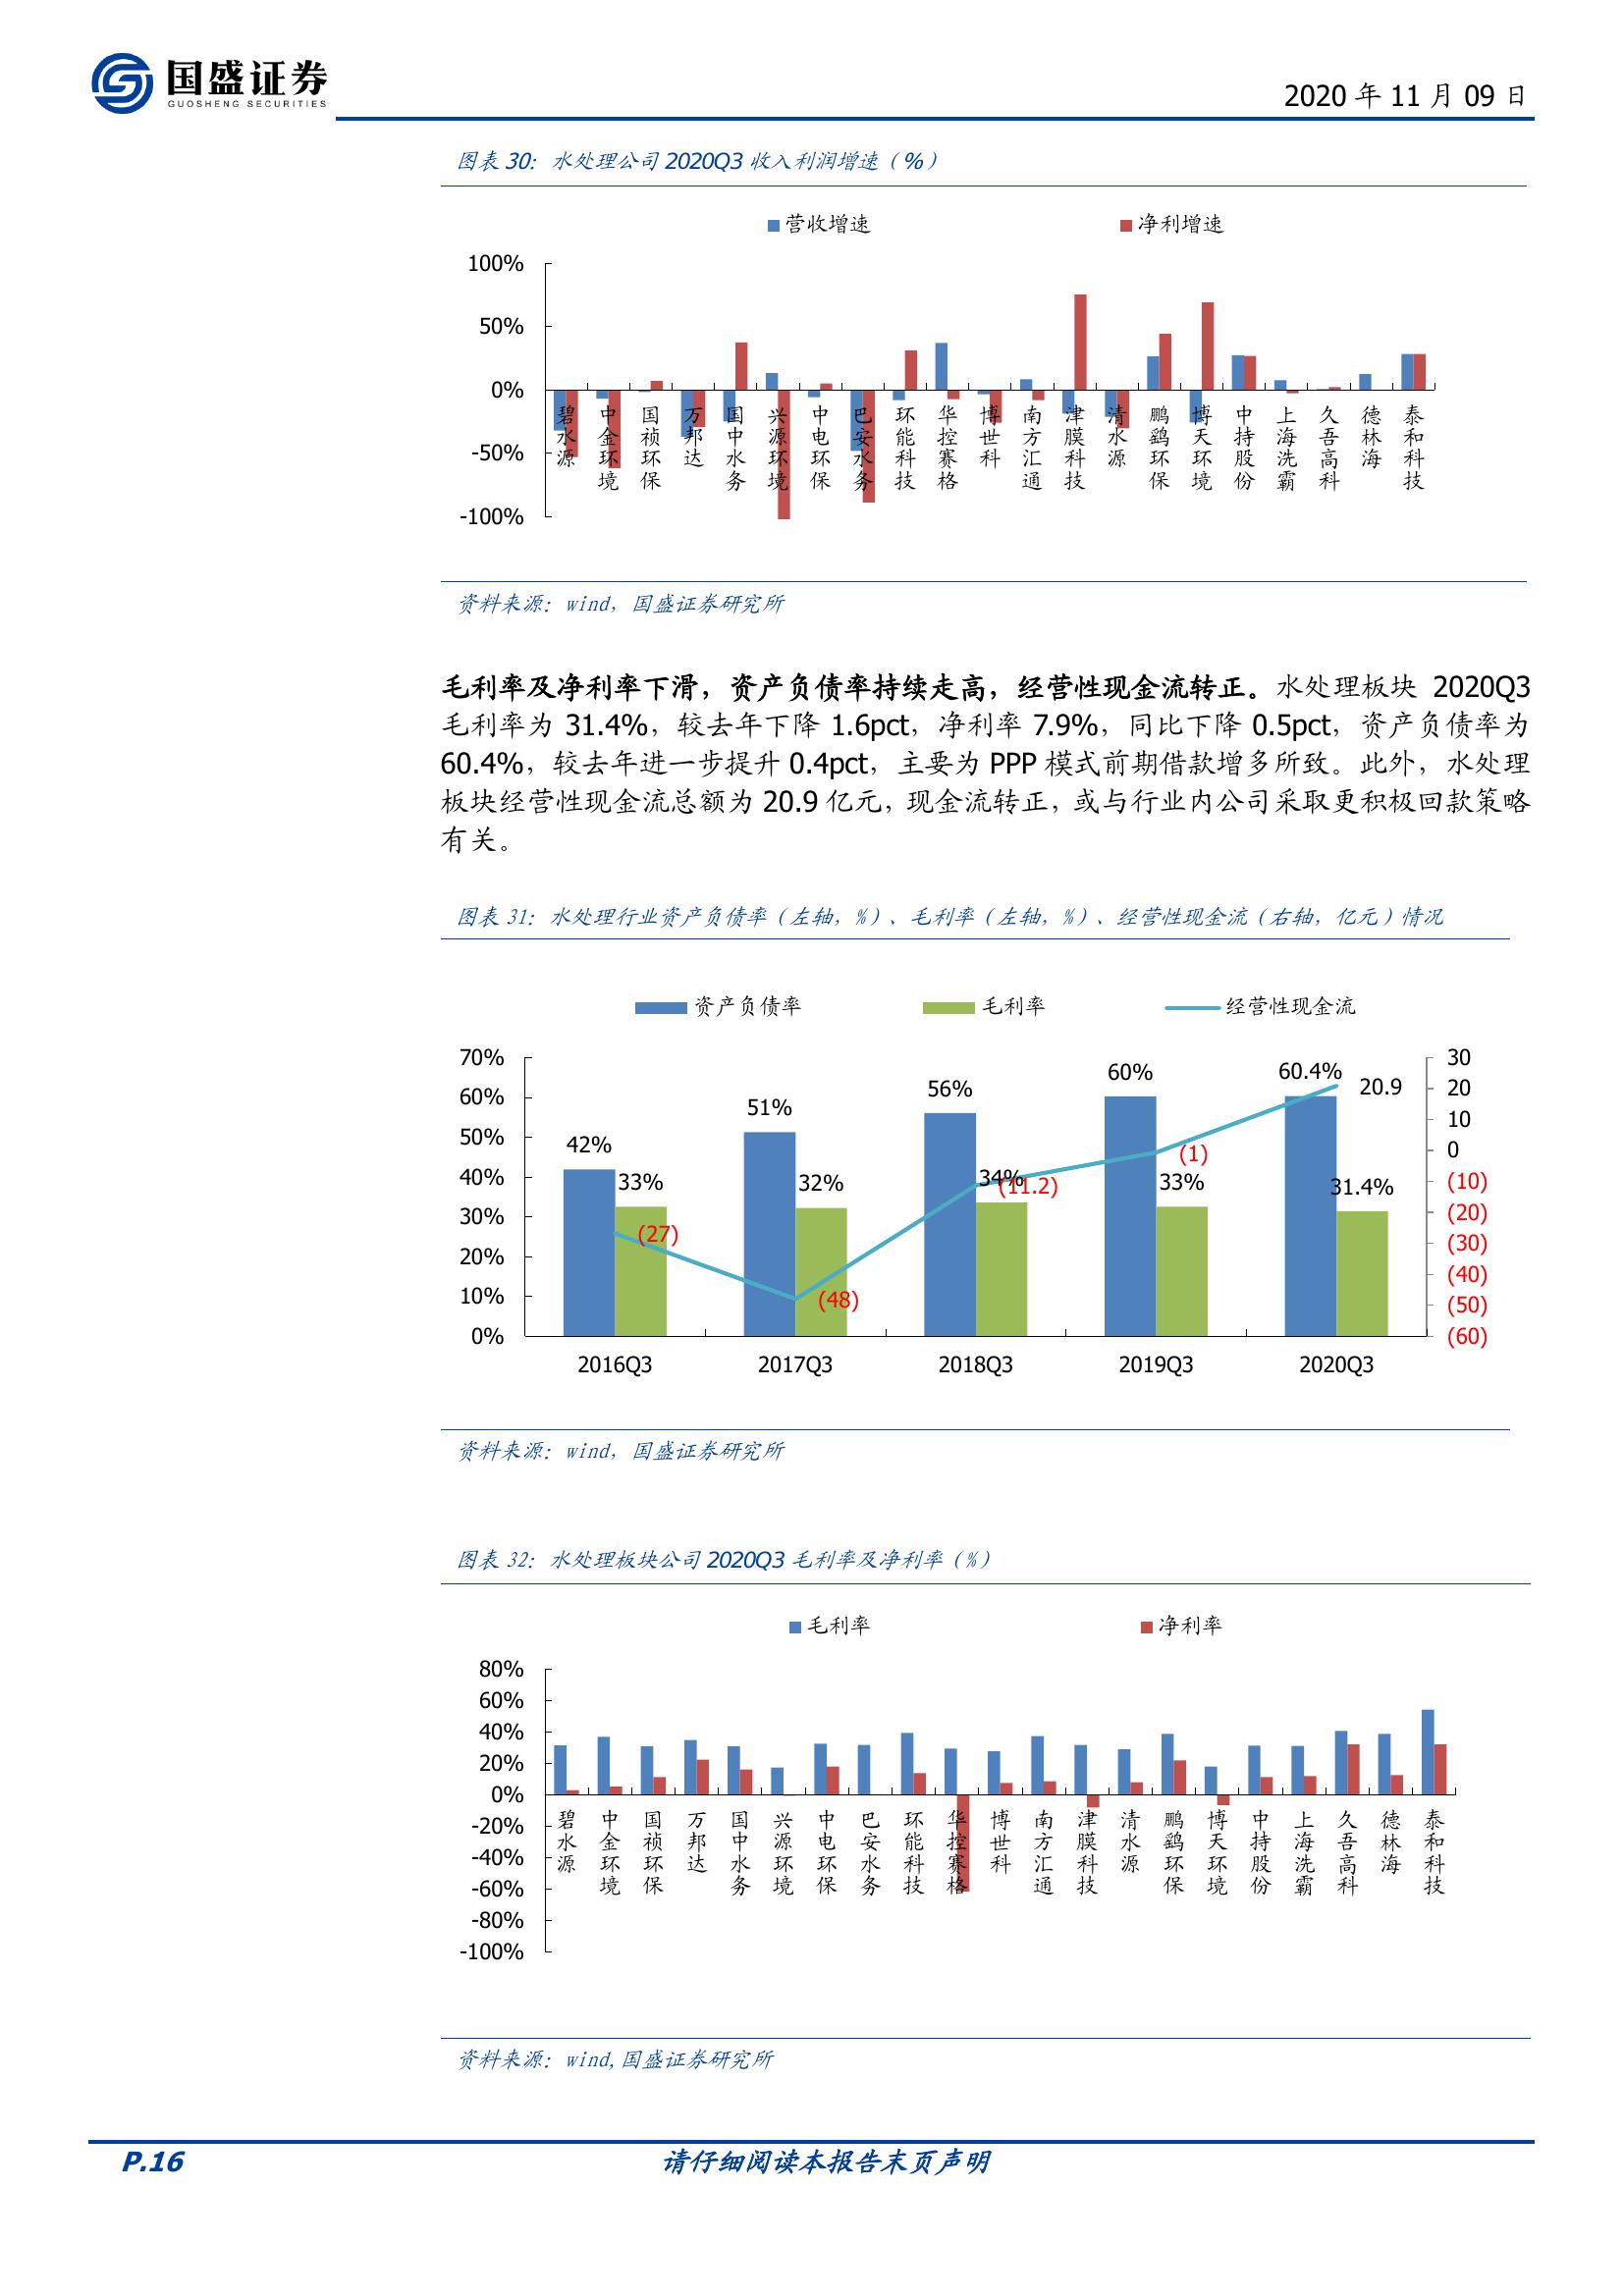 国盛证券
GUOSHENG SECURITIES
2020 年 11 月 09 日
图表 30：水处理公司 2020Q3 收入利润增速（%）
营收增速 净利增速
100%
50%
0%
-50%
-100%
碧水源 中金环境 国祯环保 万邦达 国中水务 兴源环境 中电环保 巴安水务 环能科技 华控赛格 博世科 南方汇通 津膜科技 清水源 鹏鹞环保 博天环境 中持股份 上海洗霸 久吾高科 德林海 泰和科技
资料来源：wind，国盛证券研究所
毛利率及净利率下滑，资产负债率持续走高，经营性现金流转正。水处理板块 2020Q3
毛利率为 31.4%，较去年下降 1.6pct，净利率 7.9%，同比下降 0.5pct，资产负债率为
60.4%，较去年进一步提升 0.4pct，主要为 PPP 模式前期借款增多所致。此外，水处理
板块经营性现金流总额为 20.9 亿元，现金流转正，或与行业内公司采取更积极回款策略
有关。
图表 31：水处理行业资产负债率（左轴，%）、毛利率（左轴，%）、经营性现金流（右轴，亿元）情况
资产负债率 毛利率 经营性现金流
70%
60%
50%
40%
30%
20%
10%
0%
42% 51% 56% 60% 60.4%
33% 32% 34% 33% 31.4%
(27) (48) (11.2) (1) 20.9
30
20
10
0
(10)
(20)
(30)
(40)
(50)
(60)
2016Q3 2017Q3 2018Q3 2019Q3 2020Q3
资料来源：wind，国盛证券研究所
图表 32：水处理板块公司 2020Q3 毛利率及净利率（%）
毛利率 净利率
80%
60%
40%
20%
0%
-20%
-40%
-60%
-80%
-100%
碧水源 中金环境 国祯环保 万邦达 国中水务 兴源环境 中电环保 巴安水务 环能科技 华控赛格 博世科 南方汇通 津膜科技 清水源 鹏鹞环保 博天环境 中持股份 上海洗霸 久吾高科 德林海 泰和科技
资料来源：wind,国盛证券研究所
P.16
请仔细阅读本报告末页声明